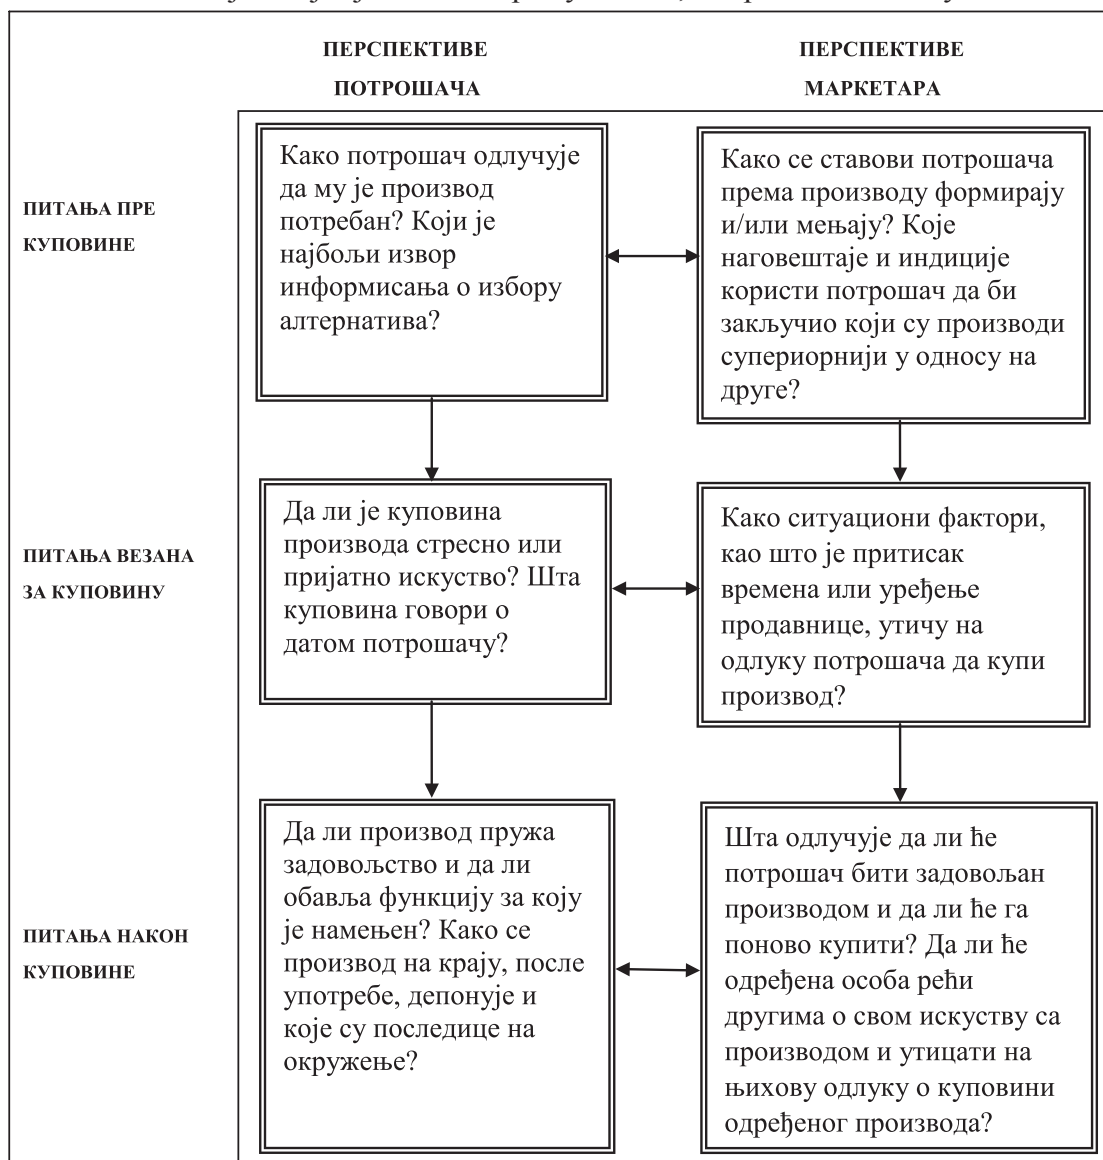 ПЕРСПЕКТИВЕ
ПОТРОШАЧА
ПЕРСПЕКТИВЕ
МАРКЕТАРА
ПИТАЊА ПРЕ
КУПОВИНЕ
Како потрошач одлучује
да му је производ
потребан? Који је
најбољи извор
информисања о избору
алтернатива?
Како се ставови потрошача
према производу формирају
и/или мењају? Које
наговештаје и индиције
користи потрошач да би
закључио који су производи
супериорнији у односу на
друге?
ПИТАЊА ВЕЗАНА
ЗА КУПОВИНУ
Да ли је куповина
производа стресно или
пријатно искуство? Шта
куповина говори о
датом потрошачу?
Како ситуациони фактори,
као што је притисак
времена или уређење
продавнице, утичу на
одлуку потрошача да купи
производ?
ПИТАЊА НАКОН
КУПОВИНЕ
Да ли производ пружа
задовољство и да ли
обавља функцију за коју
је намењен? Како се
производ на крају, после
употребе, депонује и
које су последице на
окружење?
Шта одлучује да ли ће
потрошач бити задовољан
производом и да ли ће га
поново купити? Да ли ће
одређена особа рећи
другима о свом искуству са
производом и утицати на
њихову одлуку о куповини
одређеног производа?